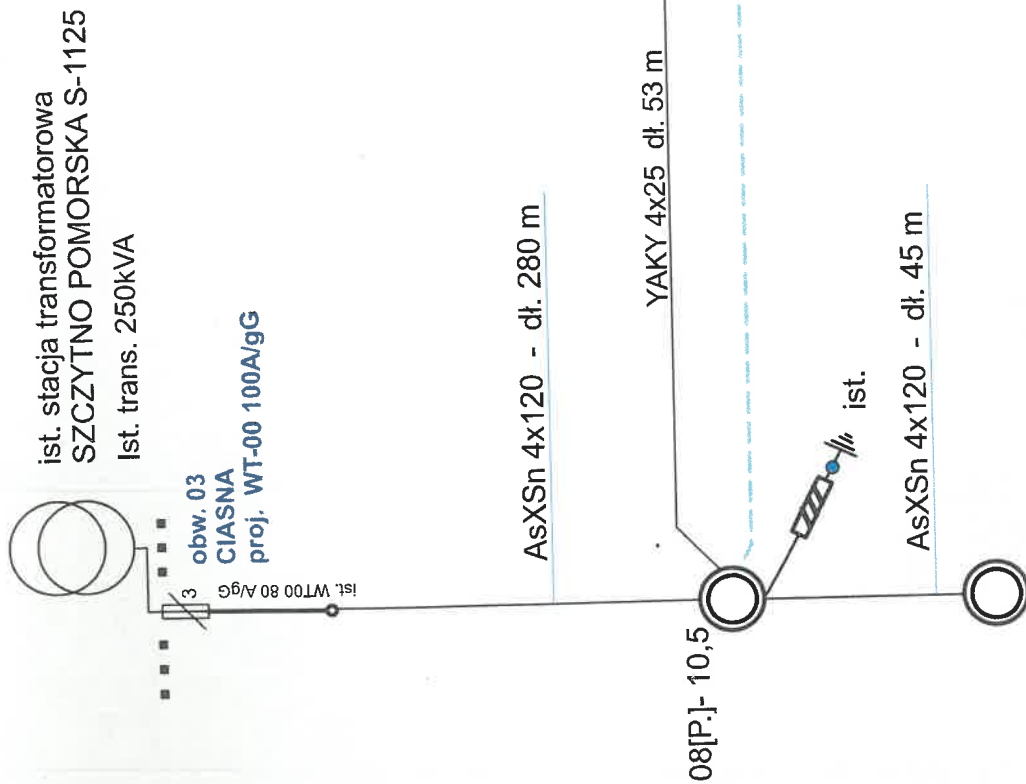 ist. stacja transformatorowa
SZCZYTNO POMORSKA S-1125
Ist. trans. 250kVA
obw. 03
CIASNA
proj. WT-00 100A/gG
3
ist. WT00 80 A/gG
AsXSn 4x120 - dł. 280 m
YAKY 4x25 dł. 53 m
08[P.]- 10,5
ist.
AsXSn 4x120 - dł. 45 m